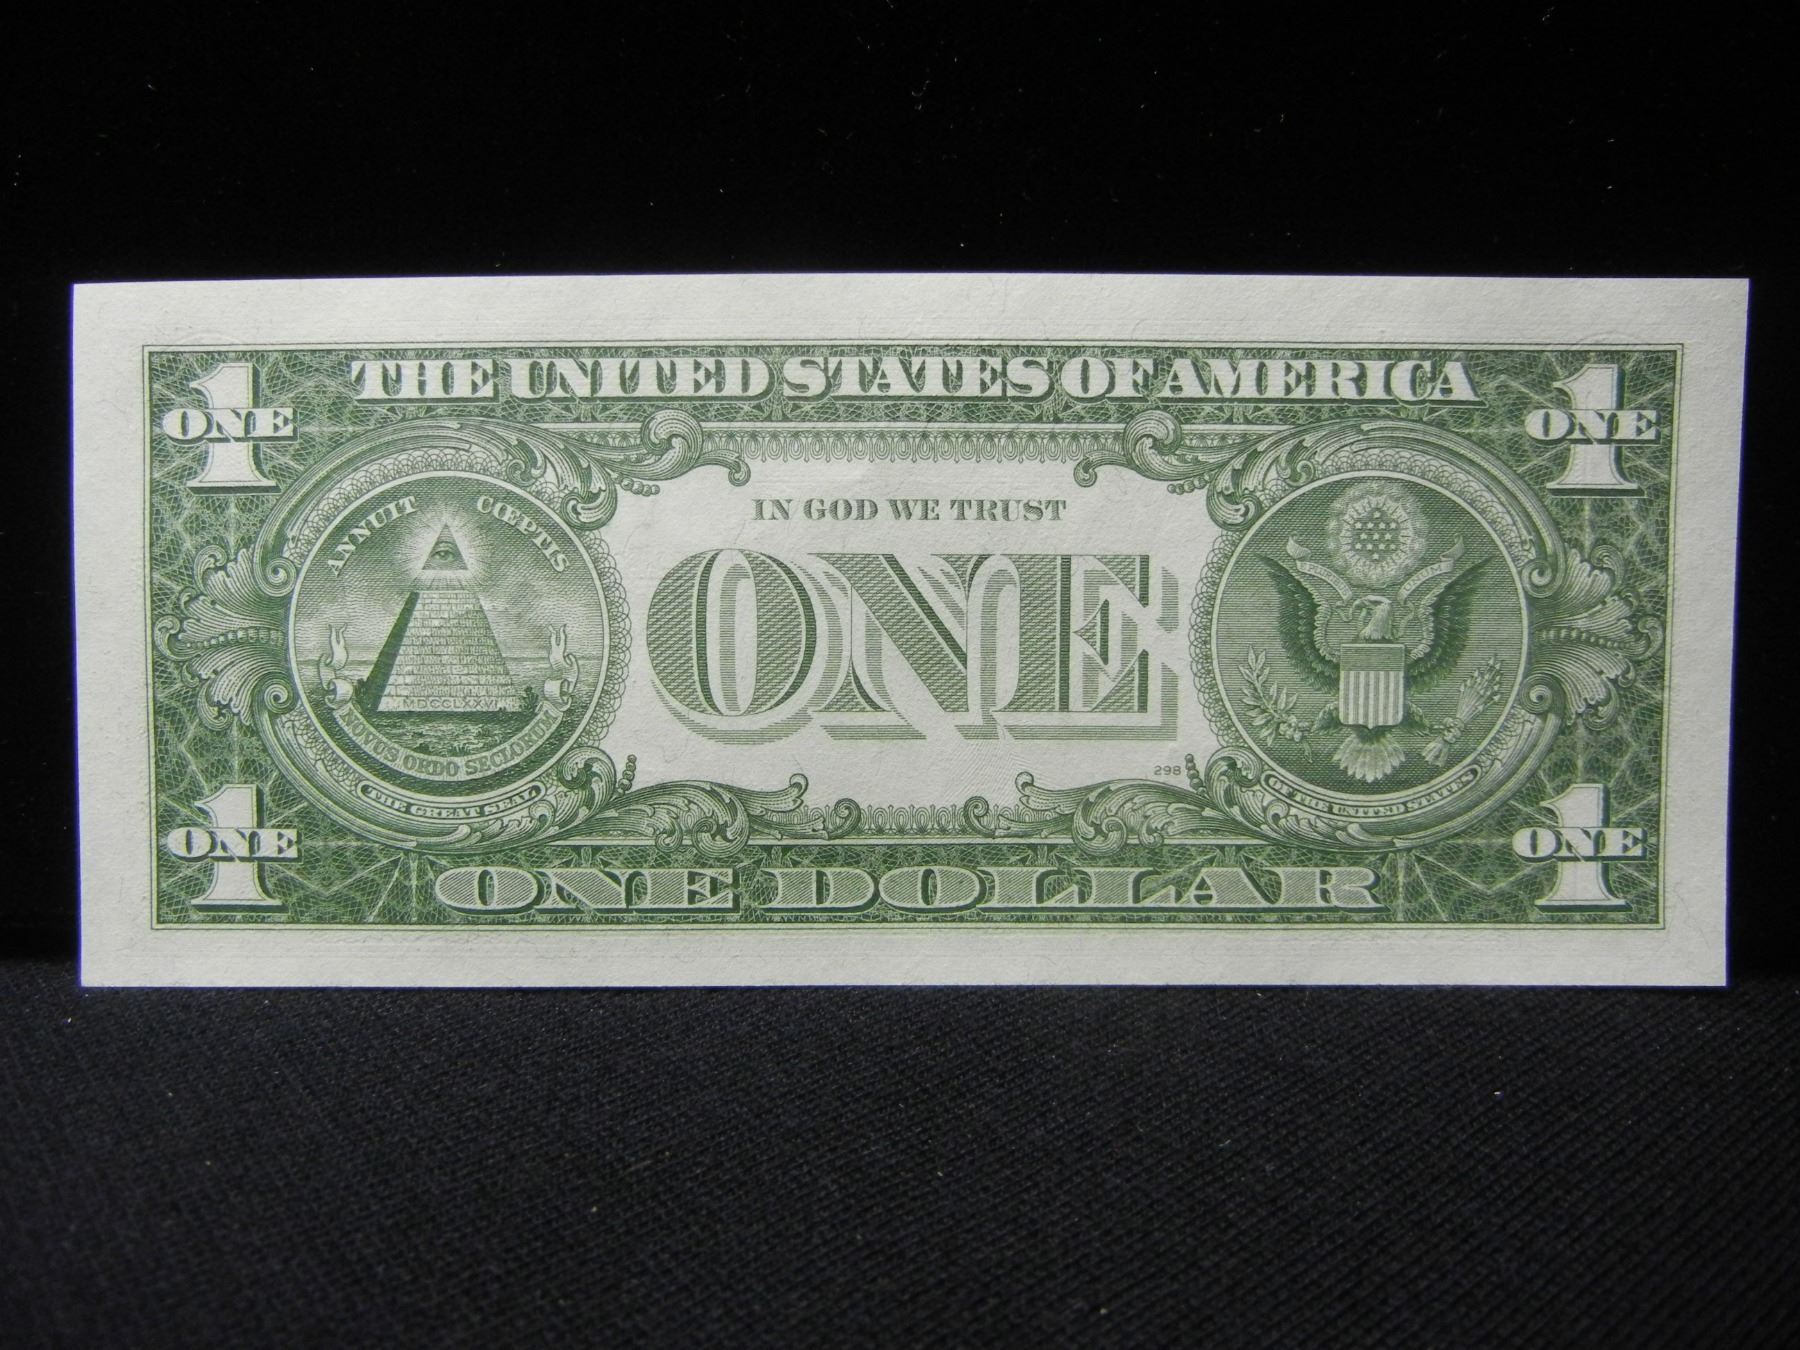 THE UNITED STATES OF AMERICA
1
ONE
1
ONE
ANNUIT CŒPTIS
IN GOD WE TRUST
ONE
MDCCLXXVI
NOVUS ORDO SECLORUM
THE GREAT SEAL
OF THE UNITED STATES
298
1
ONE
1
ONE
ONE DOLLAR